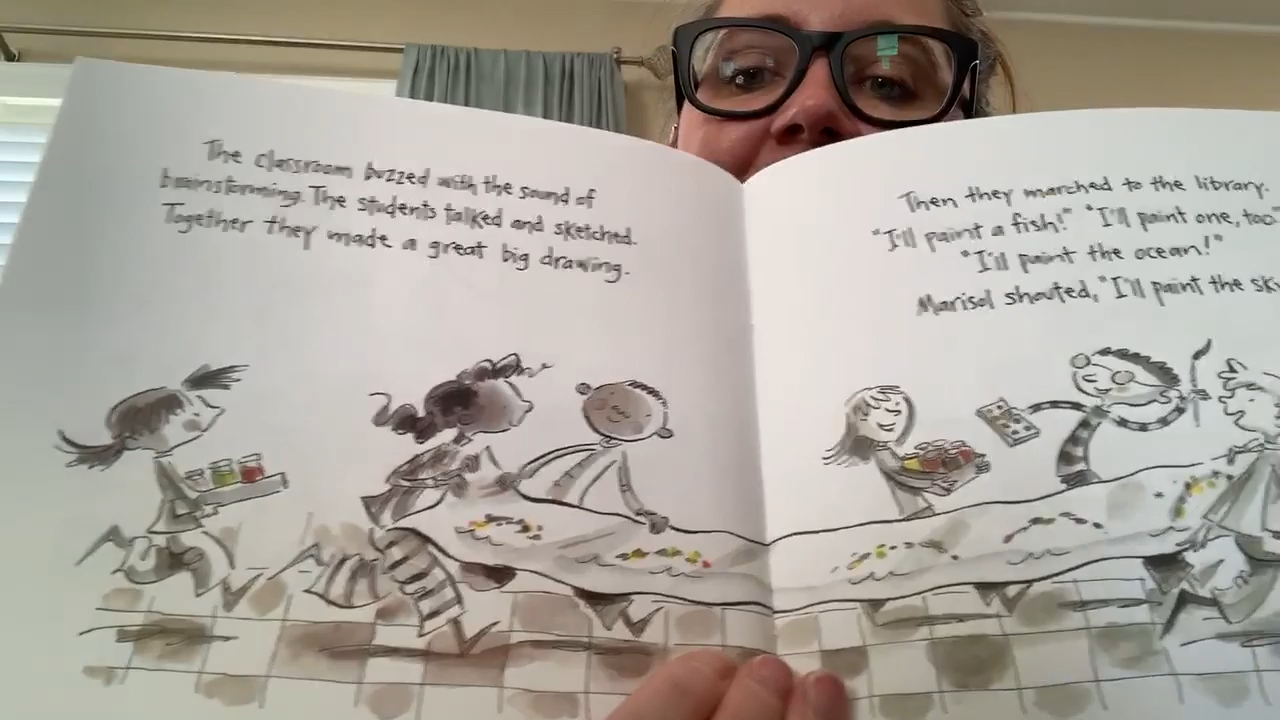 The classroom buzzed with the sound of
brainstorming. The students talked and sketched.
Together they made a great big drawing.
Then they marched to the library.
"I'll paint a fish!" "I'll paint one, too
"I'll paint the ocean!"
Marisol shouted, "I'll paint the sk